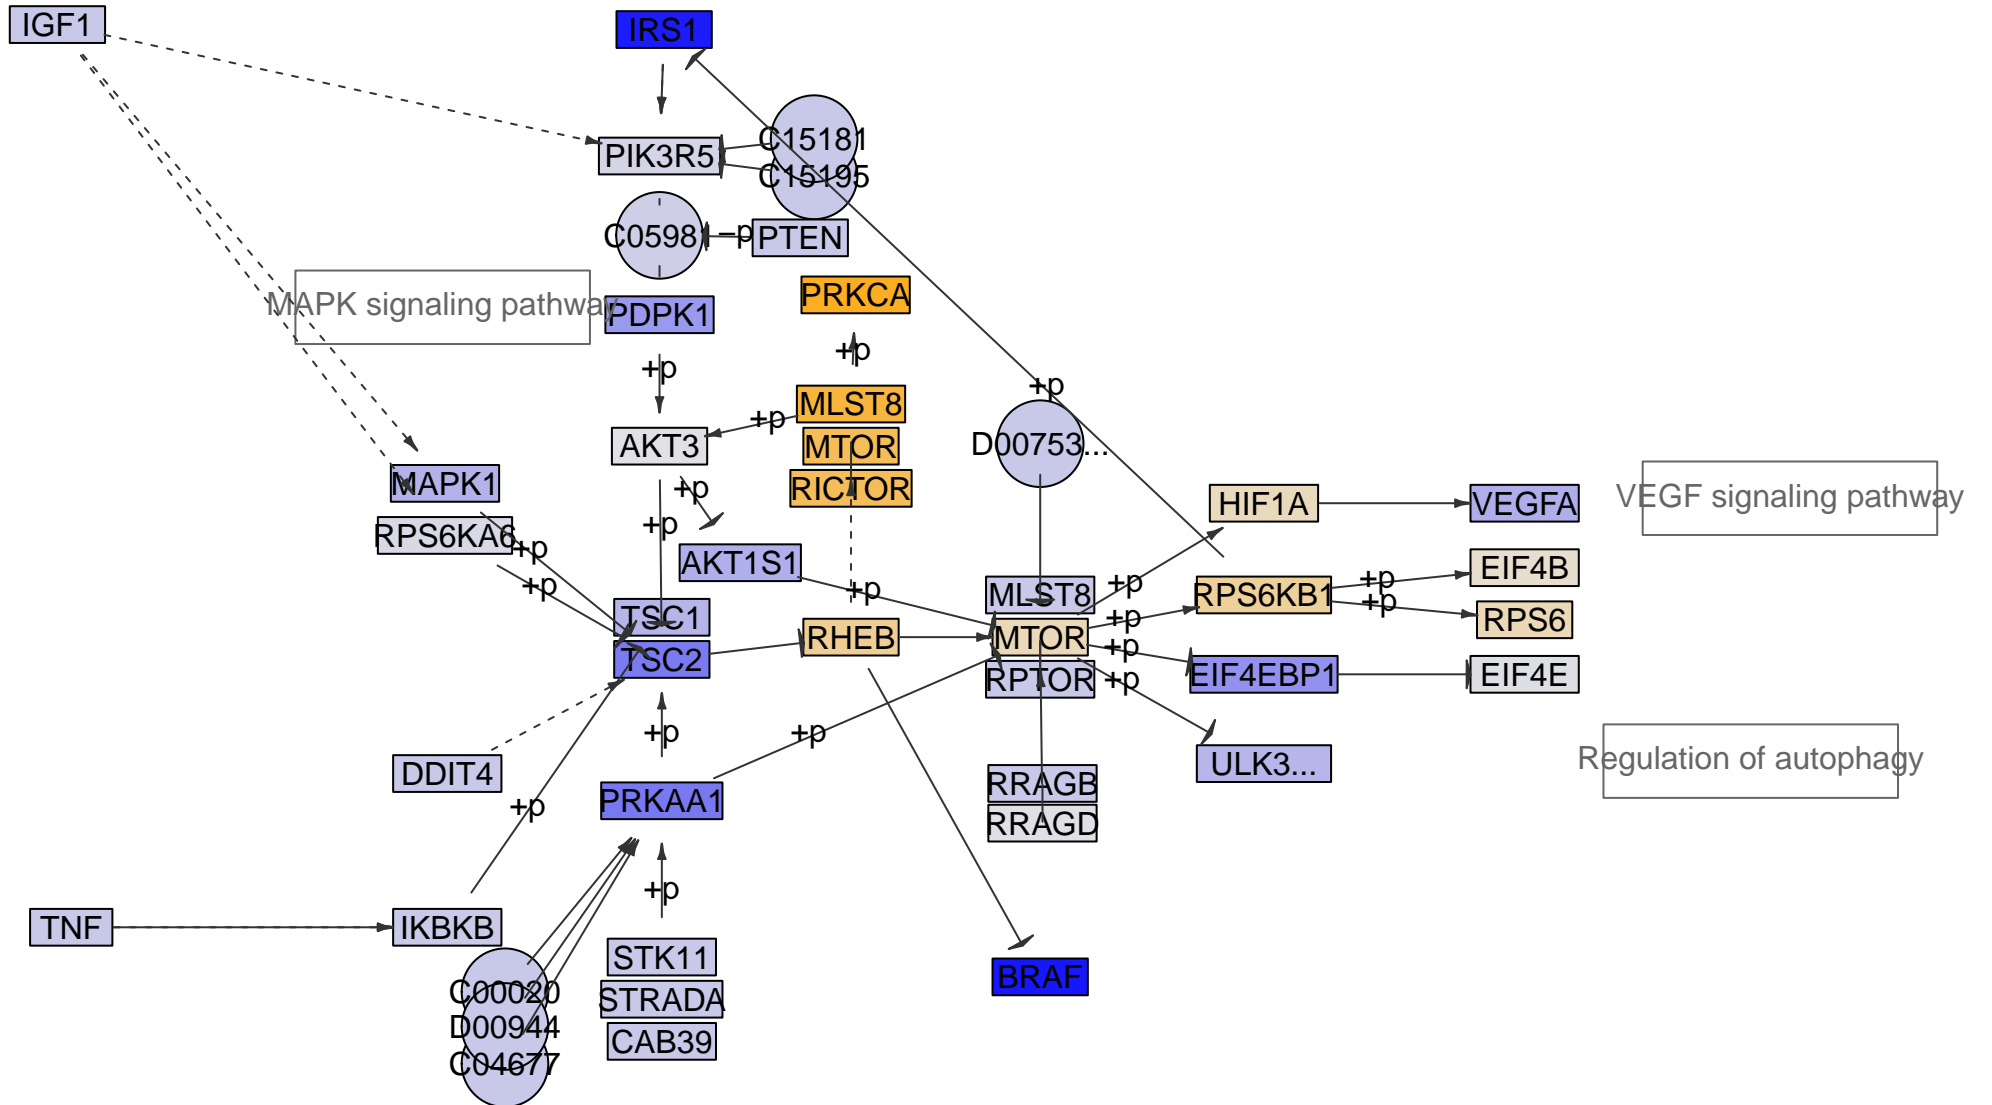 IGF1
IRS1
PIK3R5
C15181
C15195
C05981
-p
PTEN
MAPK signaling pathway
PDPK1
PRKCA
+p
+p
+p
MLST8
+p
AKT3
MTOR
D00753...
MAPK1
RICTOR
+p
HIF1A
VEGFA
VEGF signaling pathway
RPS6KA6
+p
+p
AKT1S1
EIF4B
+p
+p
+p
+p
MLST8
RPS6KB1
+p
TSC1
+p
RPS6
RHEB
MTOR
+p
TSC2
RPTOR
+p
EIF4EBP1
EIF4E
+p
+p
DDIT4
ULK3...
Regulation of autophagy
RRAGB
+p
PRKAA1
RRAGD
+p
TNF
IKBKB
STK11
BRAF
C00020
STRADA
D00944
CAB39
C04677